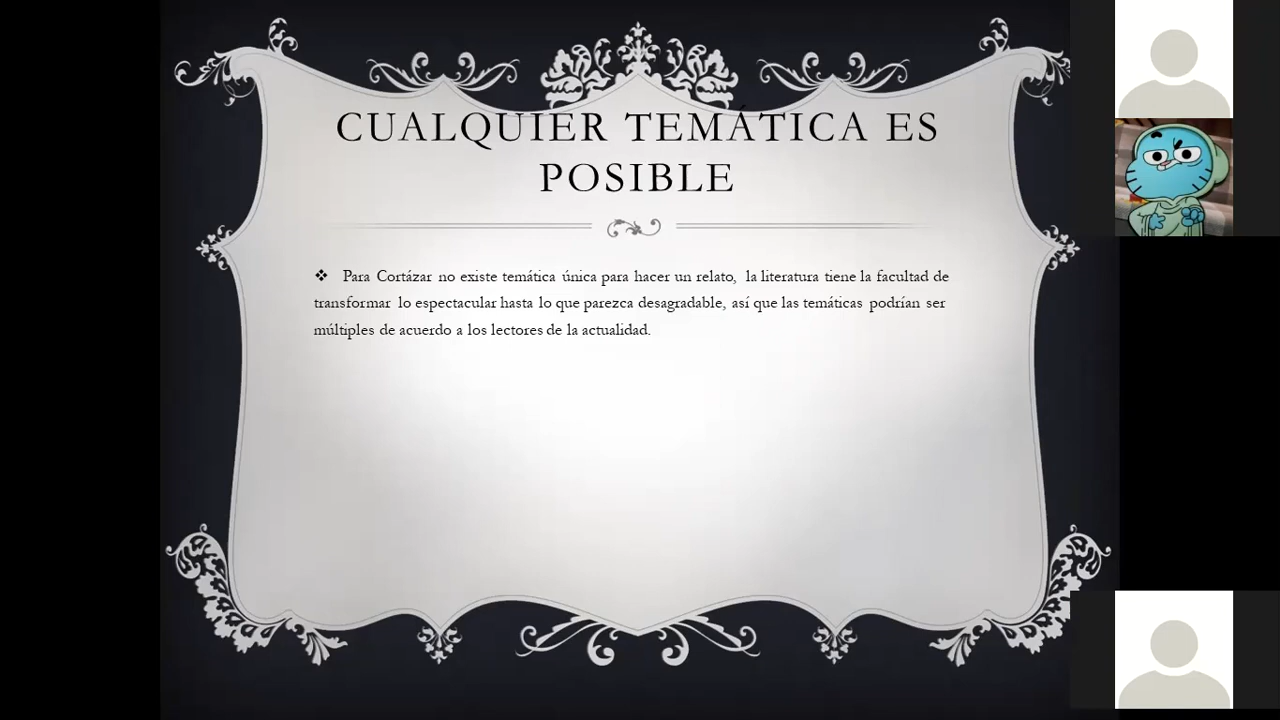 CUALQUIER TEMÁTICA ES
POSIBLE
❖ Para Cortázar no existe temática única para hacer un relato, la literatura tiene la facultad de
transformar lo espectacular hasta lo que parezca desagradable, así que las temáticas podrían ser
múltiples de acuerdo a los lectores de la actualidad.